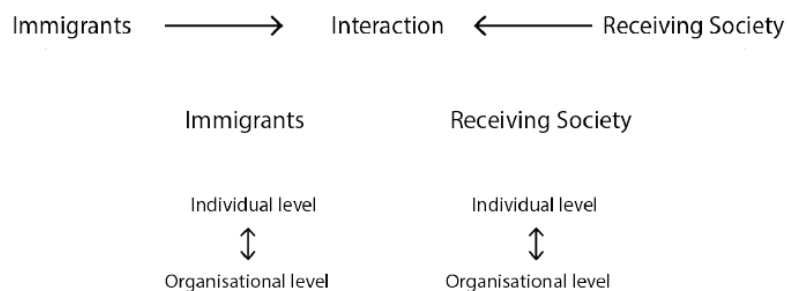 Immigrants Interaction Receiving Society
Immigrants Receiving Society
Individual level Individual level
Organisational level Organisational level